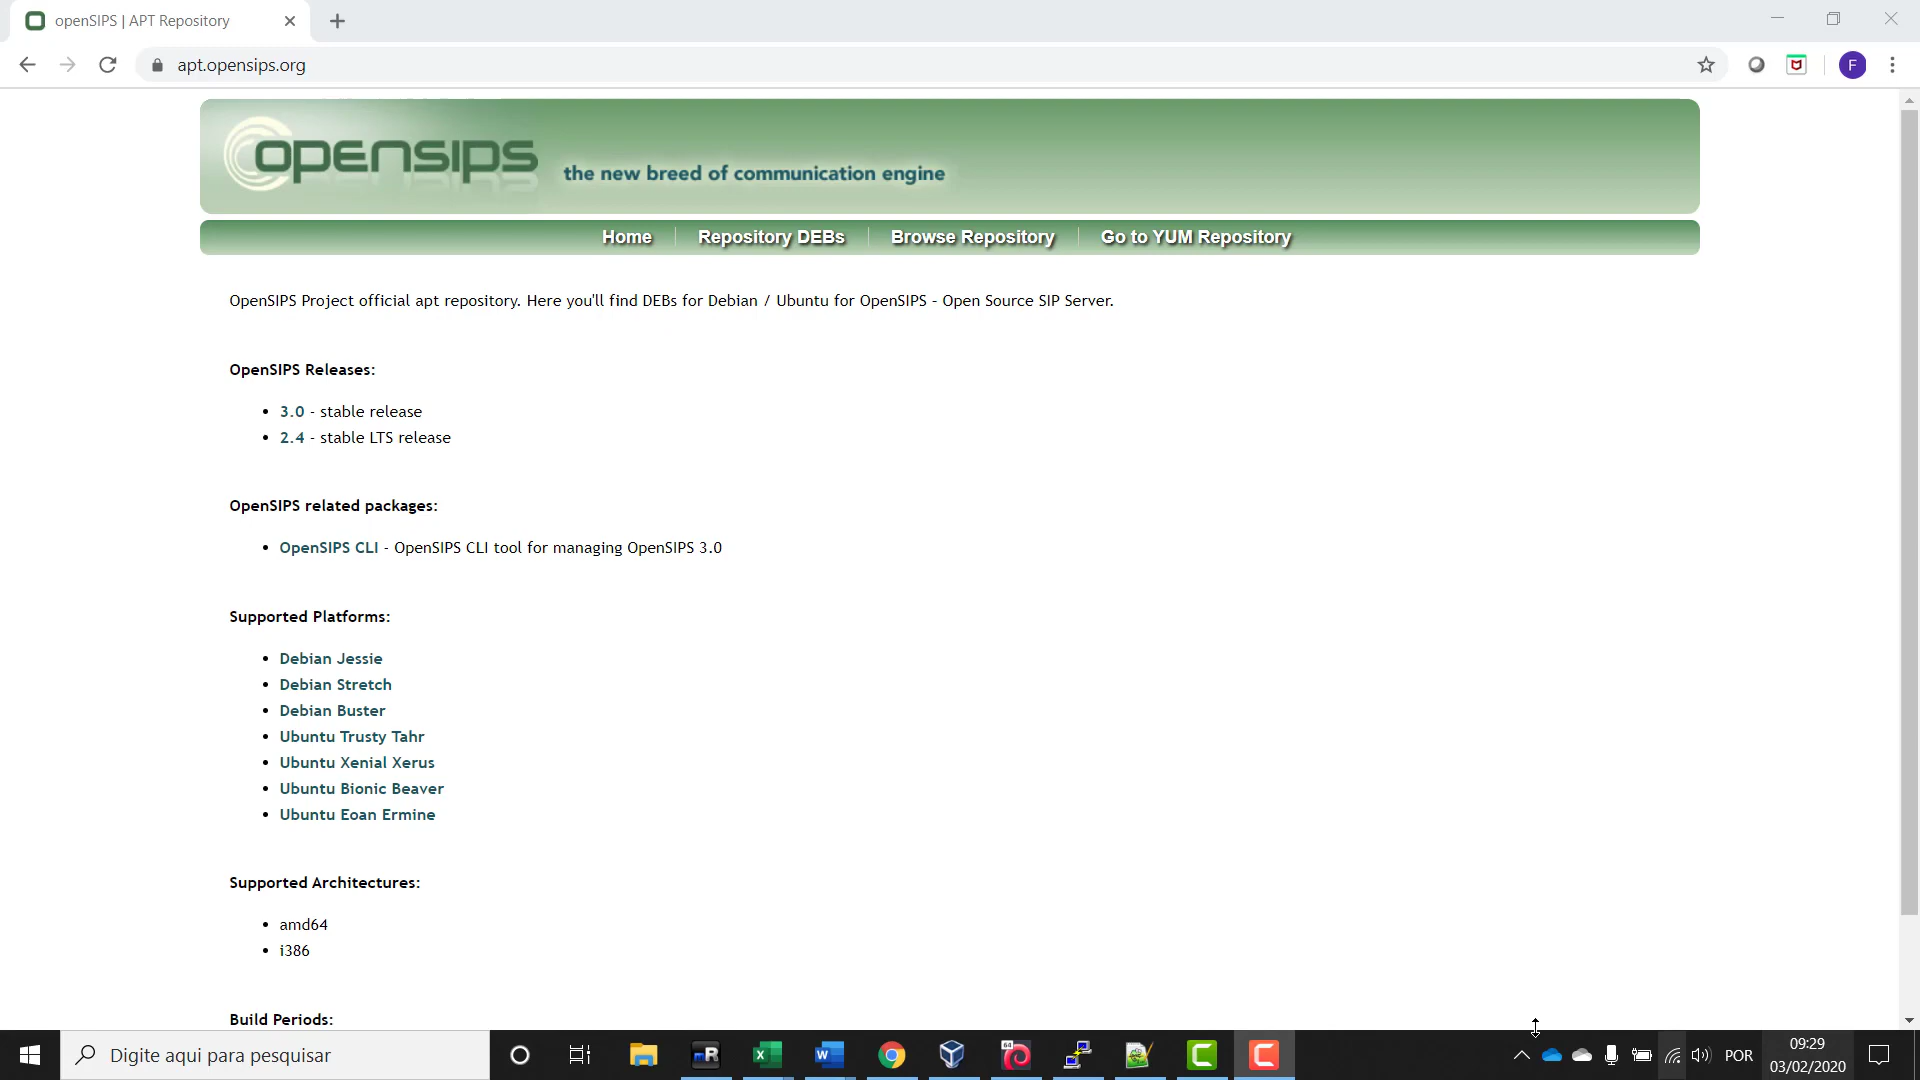 openSIPS | APT Repository
apt.opensips.org
F
opensips
the new breed of communication engine
Home
Repository DEBs
Browse Repository
Go to YUM Repository
OpenSIPS Project official apt repository. Here you'll find DEBs for Debian / Ubuntu for OpenSIPS - Open Source SIP Server.
OpenSIPS Releases:
• 3.0 - stable release
• 2.4 - stable LTS release
OpenSIPS related packages:
• OpenSIPS CLI - OpenSIPS CLI tool for managing OpenSIPS 3.0
Supported Platforms:
• Debian Jessie
• Debian Stretch
• Debian Buster
• Ubuntu Trusty Tahr
• Ubuntu Xenial Xerus
• Ubuntu Bionic Beaver
• Ubuntu Eoan Ermine
Supported Architectures:
• amd64
• i386
Build Periods:
Digite aqui para pesquisar
mR
64
POR
09:29
03/02/2020